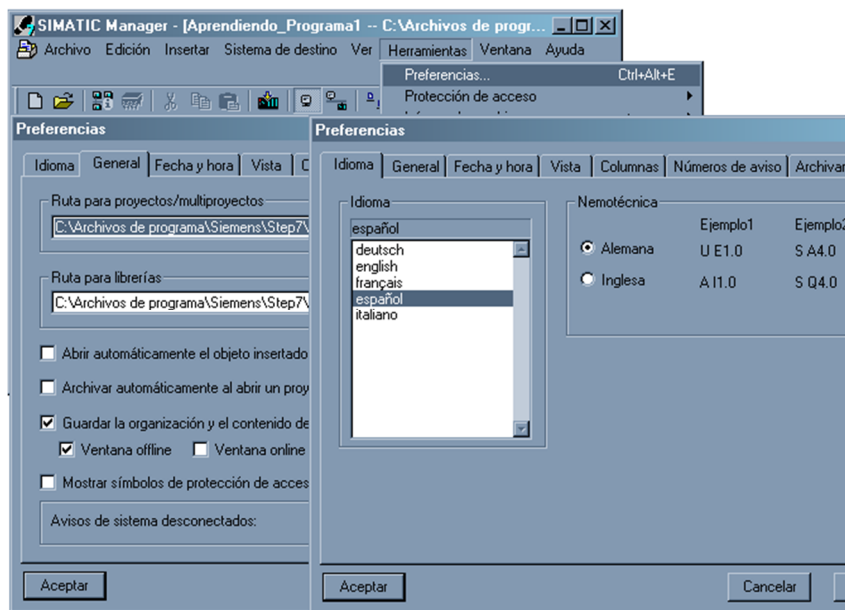 SIMATIC Manager - [Aprendiendo_Programa1 -- C:\Archivos de progr...
Archivo Edición Insertar Sistema de destino Ver Herramientas Ventana Ayuda
Preferencias... Ctrl+Alt+E
Protección de acceso
Preferencias
Idioma General Fecha y hora Vista
Ruta para proyectos/multiproyectos
C:\Archivos de programa\Siemens\Step7\
Ruta para librerías
C:\Archivos de programa\Siemens\Step7\
Abrir automáticamente el objeto insertado
Archivar automáticamente al abrir un proy
Guardar la organización y el contenido de
Ventana offline Ventana online
Mostrar símbolos de protección de acces
Avisos de sistema desconectados:
Aceptar
Preferencias
Idioma General Fecha y hora Vista Columnas Números de aviso Archivar
Idioma
español
deutsch
english
français
español
italiano
Nemotécnica
Ejemplo1 Ejemplo2
Alemana U E1.0 S A4.0
Inglesa A I1.0 S Q4.0
Aceptar Cancelar